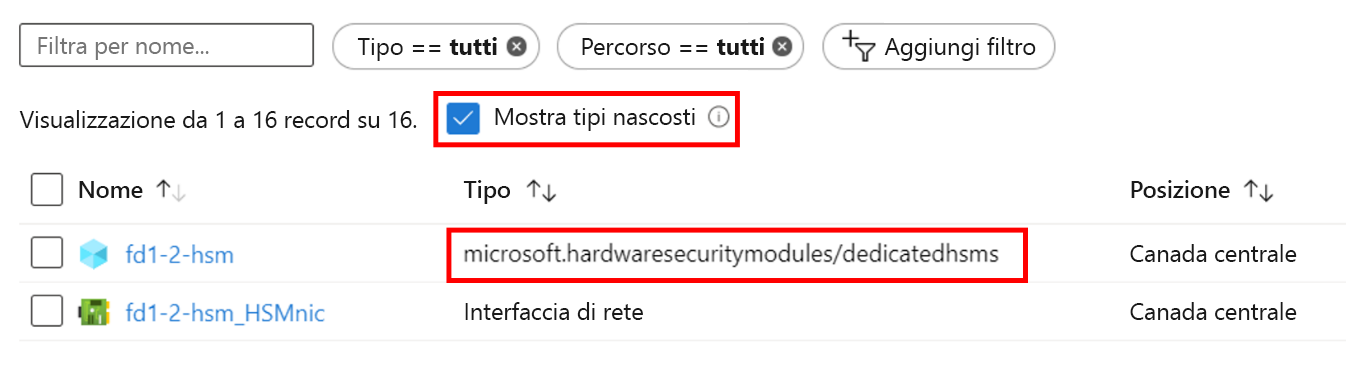 Filtra per nome...
Tipo == tutti
Percorso == tutti
Aggiungi filtro
Visualizzazione da 1 a 16 record su 16.
Mostra tipi nascosti
Nome
Tipo
Posizione
fd1-2-hsm
microsoft.hardwaresecuritymodules/dedicatedhsms
Canada centrale
fd1-2-hsm_HSMnic
Interfaccia di rete
Canada centrale